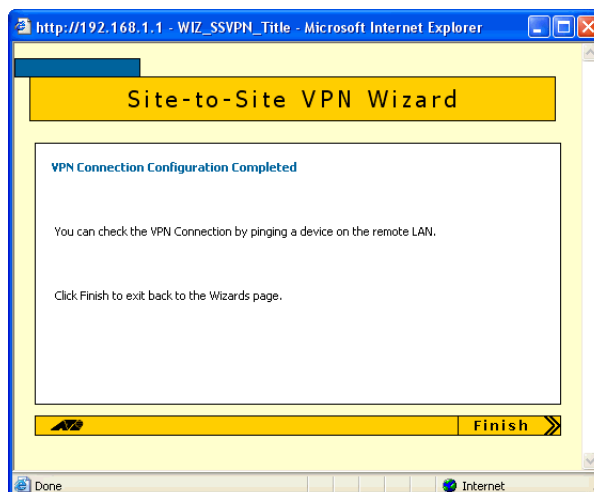 http://192.168.1.1 - WIZ_SSVPN_Title - Microsoft Internet Explorer
Site-to-Site VPN Wizard
VPN Connection Configuration Completed
You can check the VPN Connection by pinging a device on the remote LAN.
Click Finish to exit back to the Wizards page.
Finish
Done
Internet